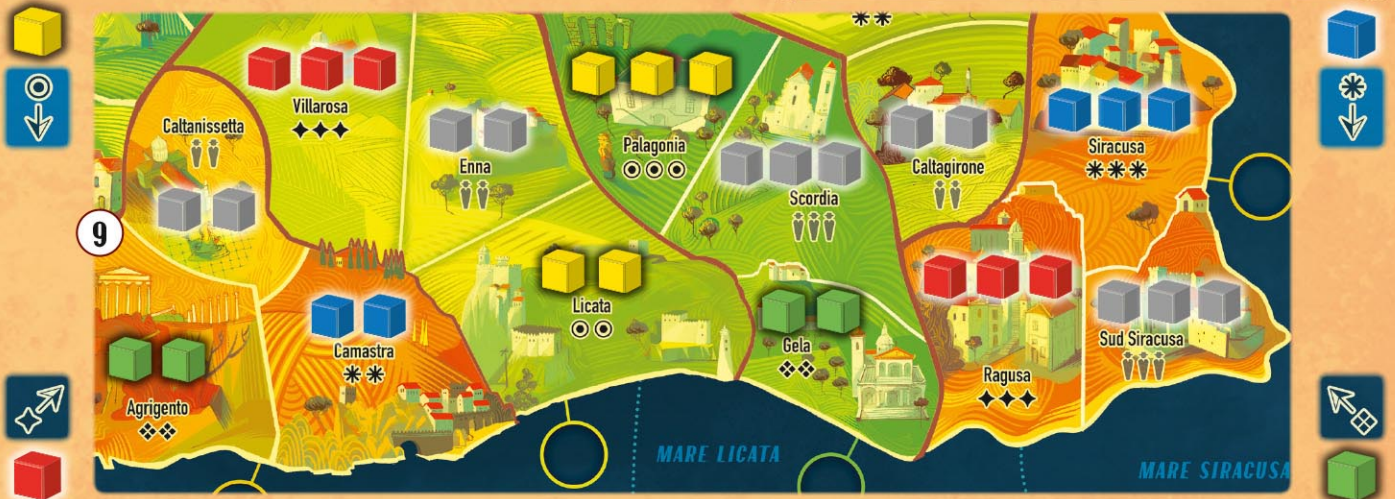 Villarosa
Caltanissetta
Enna
Palagonia
Scordia
Caltagirone
Siracusa
9
Licata
Camastra
Gela
Sud Siracusa
Ragusa
Agrigento
MARE LICATA
MARE SIRACUSA